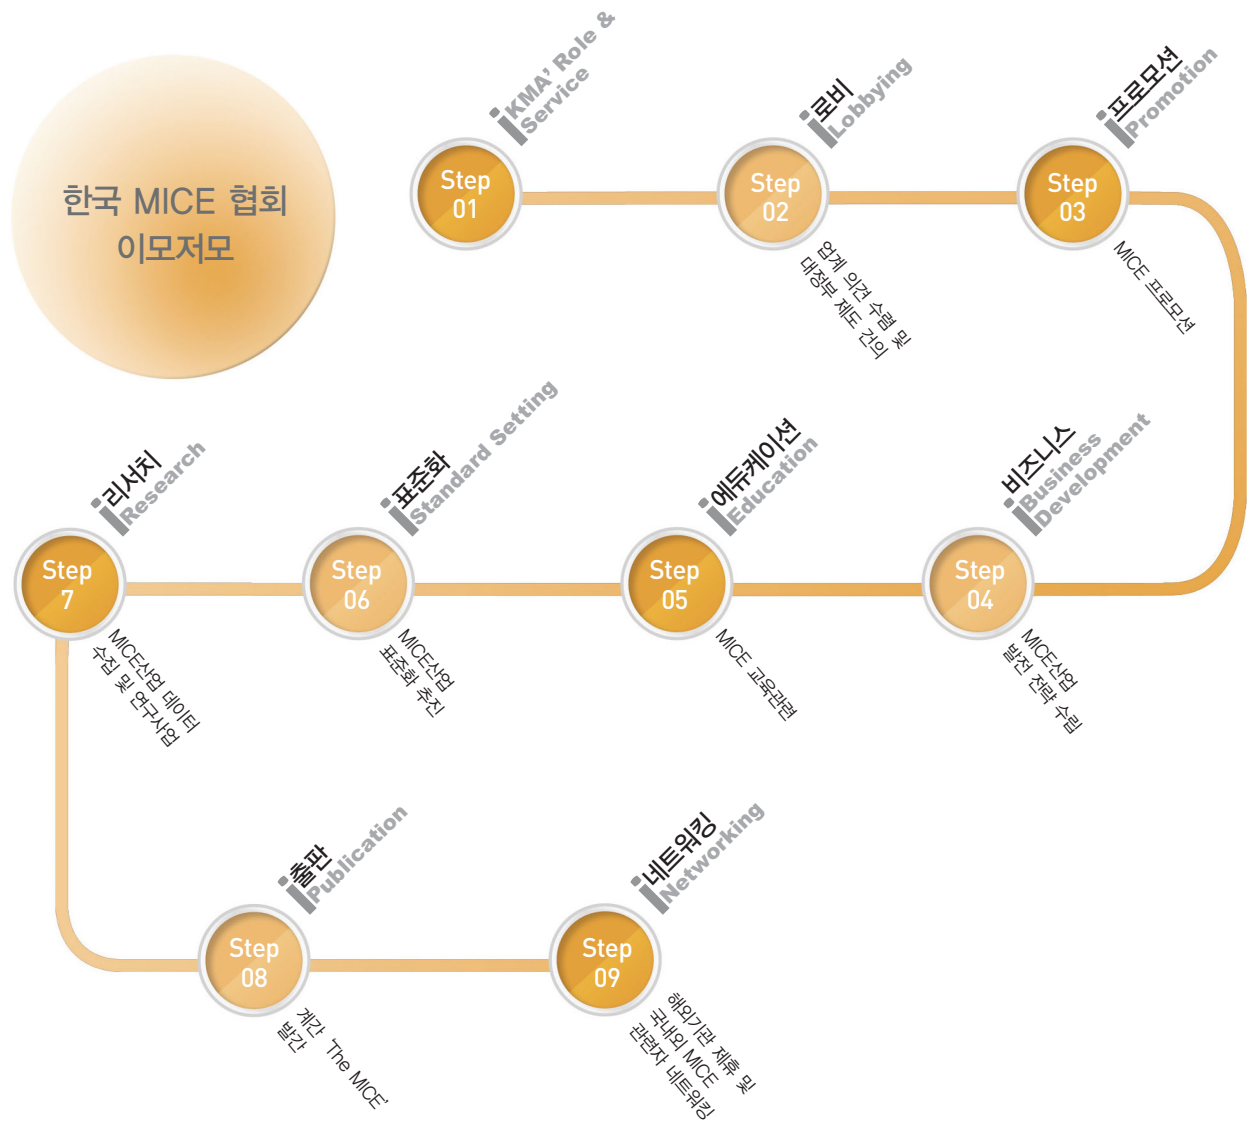 한국 MICE 협회
이모저모
KMA' Role &
Service
Step
01
로비
Lobbying
Step
02
업계 의견 수렴 및
대정부 제도 건의
프로모션
Promotion
Step
03
MICE 프로모션
비즈니스
Business
Development
Step
04
MICE산업
발전 전략 수립
에듀케이션
Education
Step
05
MICE 교육관련
표준화
Standard Setting
Step
06
MICE산업
표준화 추진
리서치
Research
Step
7
MICE산업 데이터
수집 및 연구사업
출판
Publication
Step
08
계간 'The MICE'
발간
네트워킹
Networking
Step
09
해외기관 제휴 및
국내외 MICE
관련자 네트워킹